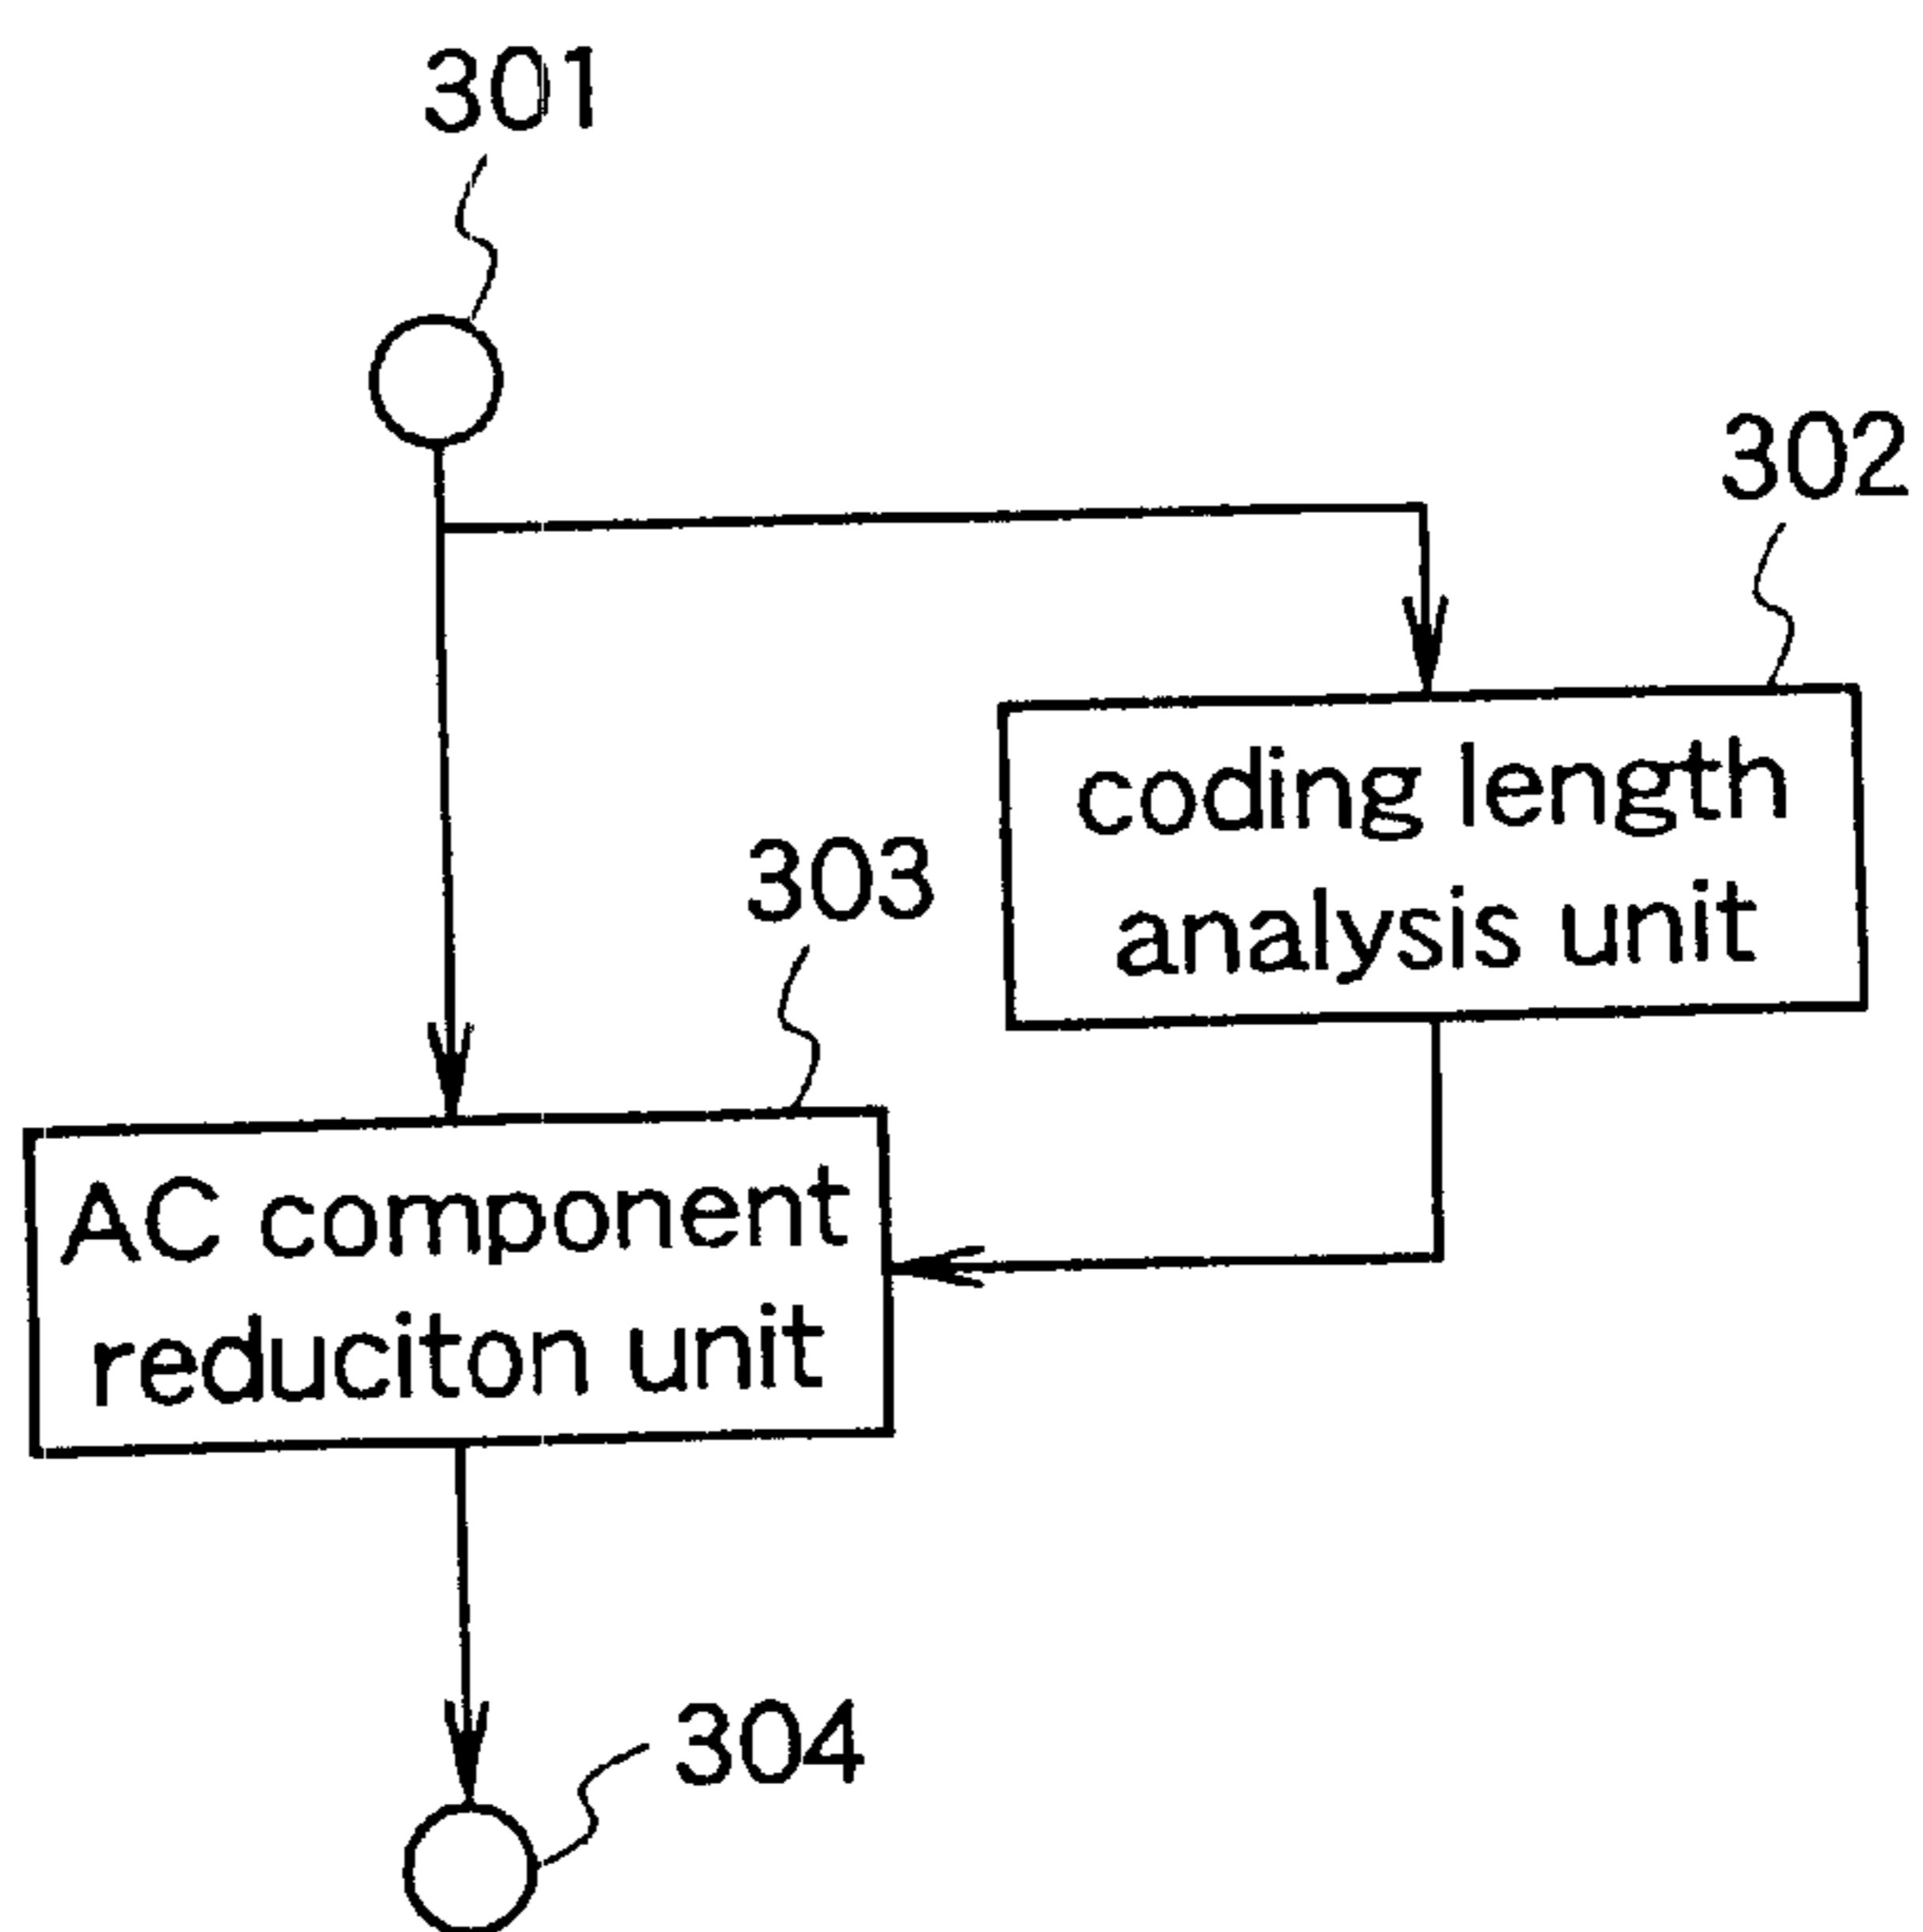 301
302
coding length
analysis unit
303
AC component
reduciton unit
304